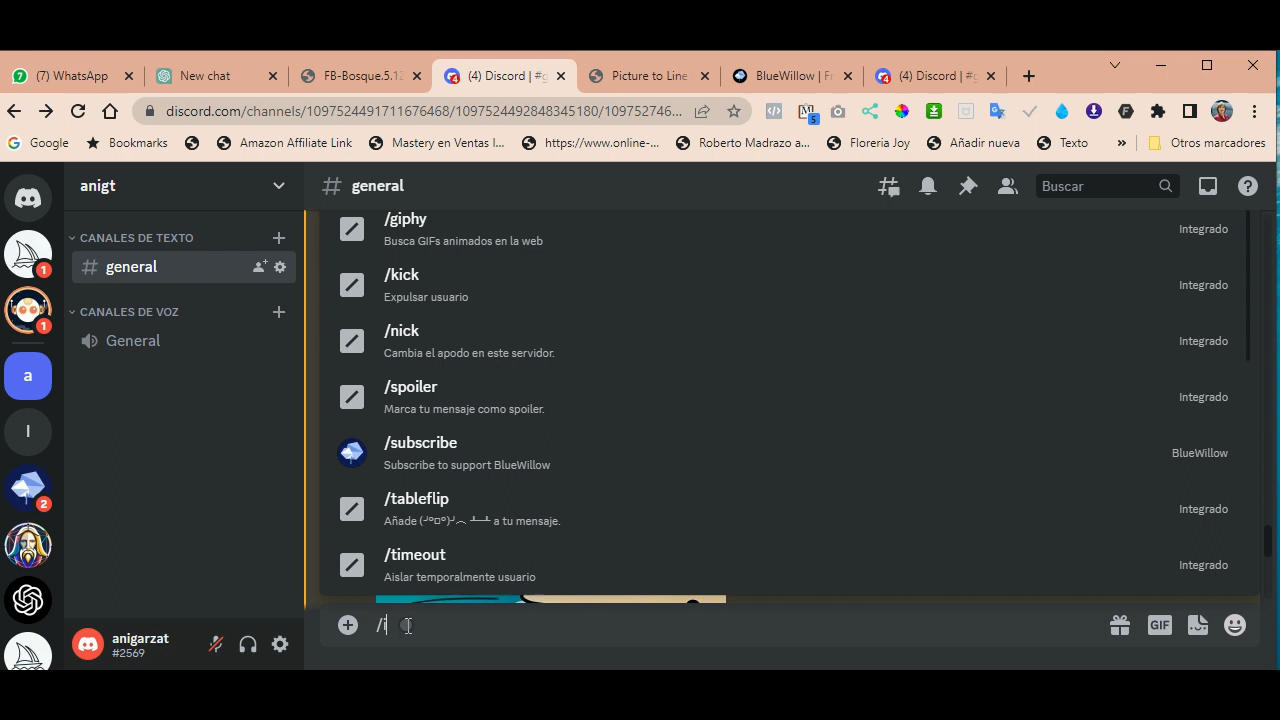 7 (7) WhatsApp
New chat
FB-Bosque.5.12
(4) Discord | #g
Picture to Line
BlueWillow | Fr
(4) Discord | #g
discord.com/channels/1097524491711676468/1097524492848345180/109752746...
5
Google
Bookmarks
Amazon Affiliate Link
Mastery en Ventas I...
https://www.online-...
Roberto Madrazo a...
Floreria Joy
Añadir nueva
Texto
»
Otros marcadores
anigt
general
Buscar
CANALES DE TEXTO
general
CANALES DE VOZ
General
1
1
a
I
2
/giphy
Busca GIFs animados en la web
Integrado
/kick
Expulsar usuario
Integrado
/nick
Cambia el apodo en este servidor.
Integrado
/spoiler
Marca tu mensaje como spoiler.
Integrado
/subscribe
Subscribe to support BlueWillow
BlueWillow
/tableflip
Añade (╯°□°)╯︵ ┻━┻ a tu mensaje.
Integrado
/timeout
Aislar temporalmente usuario
Integrado
/i
GIF
anigarzat
#2569